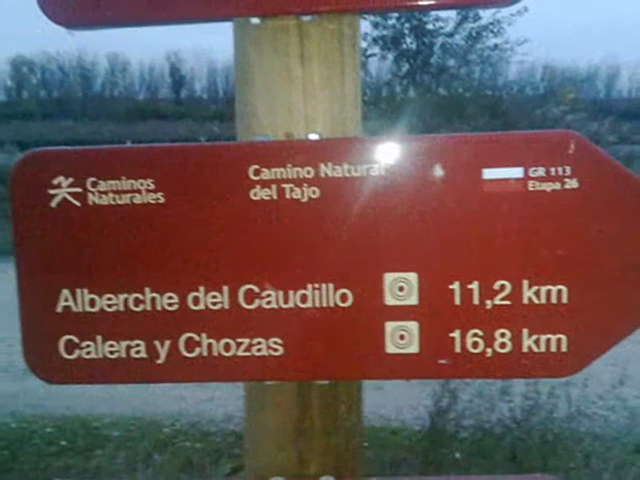 Caminos
Naturales
Camino Natural
del Tajo
GR 113
Etapa 26
Alberche del Caudillo 11,2 km
Calera y Chozas 16,8 km